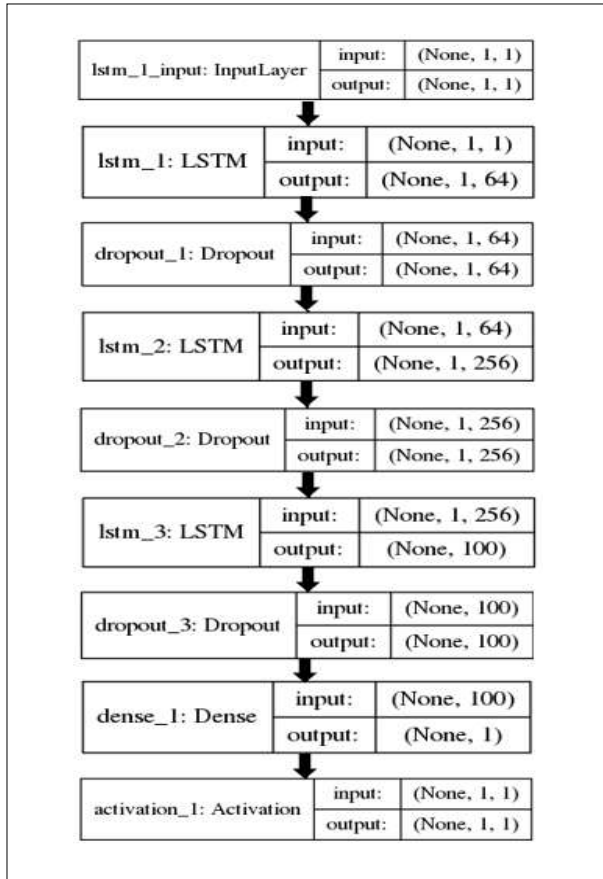 lstm_1_input: InputLayer
input: (None, 1, 1)
output: (None, 1, 1)
lstm_1: LSTM
input: (None, 1, 1)
output: (None, 1, 64)
dropout_1: Dropout
input: (None, 1, 64)
output: (None, 1, 64)
lstm_2: LSTM
input: (None, 1, 64)
output: (None, 1, 256)
dropout_2: Dropout
input: (None, 1, 256)
output: (None, 1, 256)
lstm_3: LSTM
input: (None, 1, 256)
output: (None, 100)
dropout_3: Dropout
input: (None, 100)
output: (None, 100)
dense_1: Dense
input: (None, 100)
output: (None, 1)
activation_1: Activation
input: (None, 1, 1)
output: (None, 1, 1)